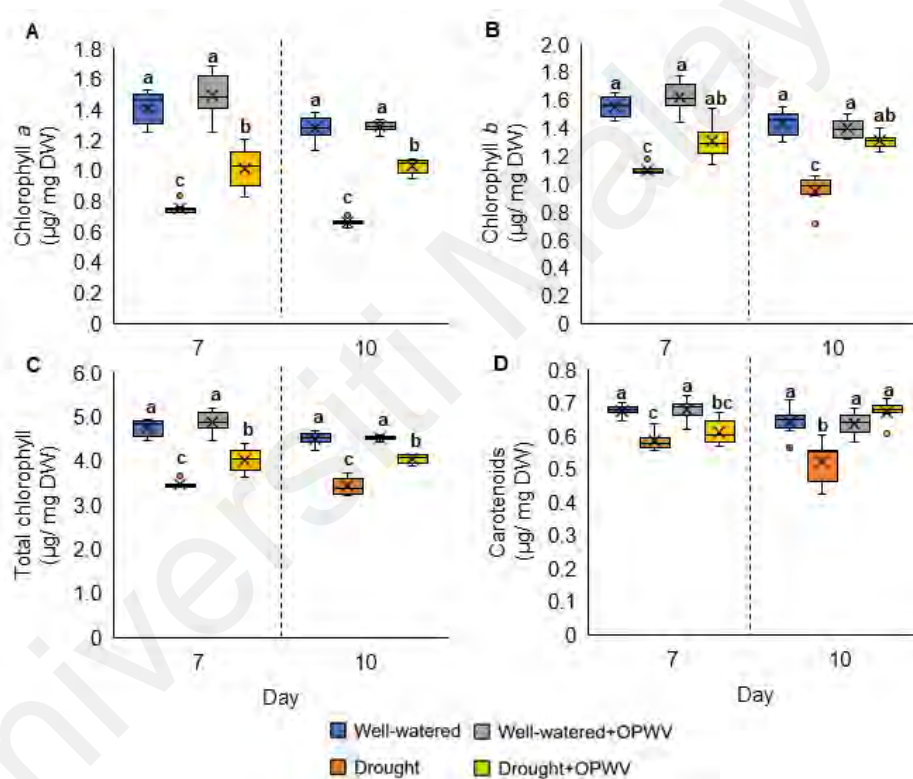 A
Chlorophyll a
(µg/ mg DW)
1.8
1.6
1.4
1.2
1.0
0.8
0.6
0.4
0.2
0
a
c
a
b
a
c
a
b
7
10
B
Chlorophyll b
(µg/ mg DW)
2.0
1.8
1.6
1.4
1.2
1.0
0.8
0.6
0.4
0.2
0
a
c
a
ab
a
c
a
ab
7
10
C
Total chlorophyll
(µg/ mg DW)
6.0
5.0
4.0
3.0
2.0
1.0
0
a
c
a
b
a
c
a
b
7
10
Day
D
Carotenoids
(µg/ mg DW)
0.8
0.7
0.6
0.5
0.4
0.3
0.2
0.1
0
a
c
a
bc
a
b
a
a
7
10
Day
Well-watered
Well-watered+OPWV
Drought
Drought+OPWV
niversiti Malay